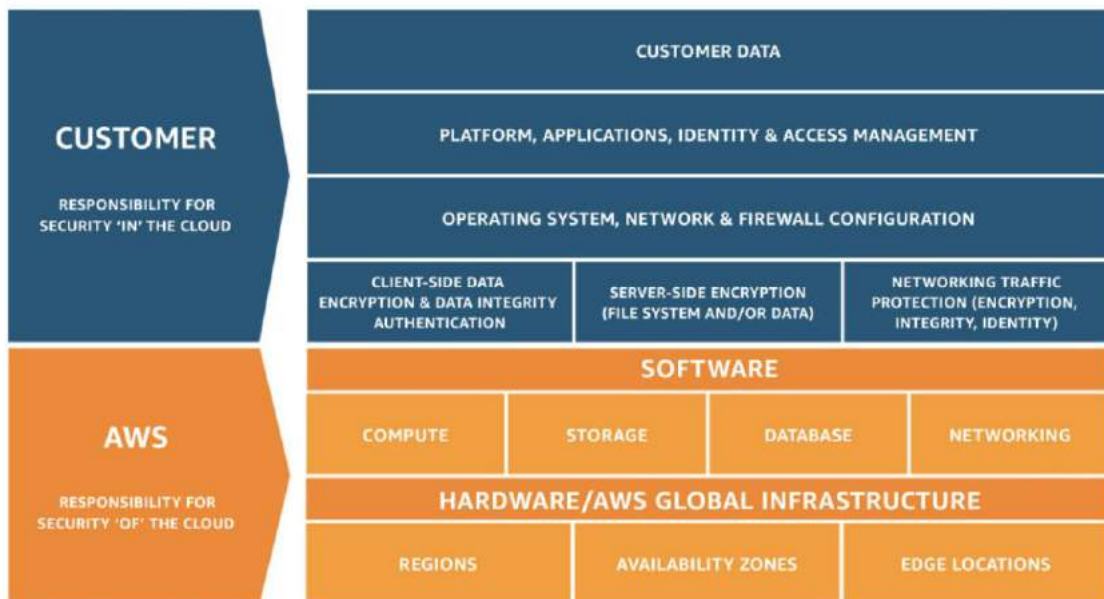 CUSTOMER
RESPONSIBILITY FOR
SECURITY 'IN' THE CLOUD
CUSTOMER DATA
PLATFORM, APPLICATIONS, IDENTITY & ACCESS MANAGEMENT
OPERATING SYSTEM, NETWORK & FIREWALL CONFIGURATION
CLIENT-SIDE DATA
ENCRYPTION & DATA INTEGRITY
AUTHENTICATION
SERVER-SIDE ENCRYPTION
(FILE SYSTEM AND/OR DATA)
NETWORKING TRAFFIC
PROTECTION (ENCRYPTION,
INTEGRITY, IDENTITY)
AWS
RESPONSIBILITY FOR
SECURITY 'OF' THE CLOUD
SOFTWARE
COMPUTE
STORAGE
DATABASE
NETWORKING
HARDWARE/AWS GLOBAL INFRASTRUCTURE
REGIONS
AVAILABILITY ZONES
EDGE LOCATIONS